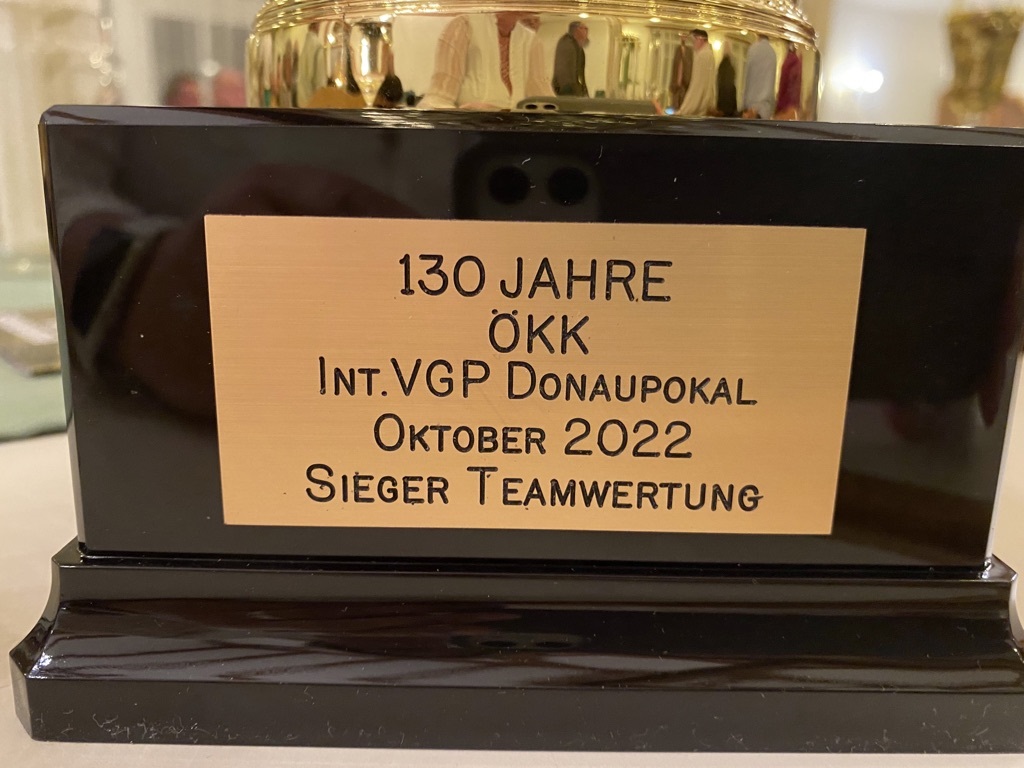 130 JAHRE
ÖKK
INT. VGP DONAUPOKAL
OKTOBER 2022
SIEGER TEAMWERTUNG